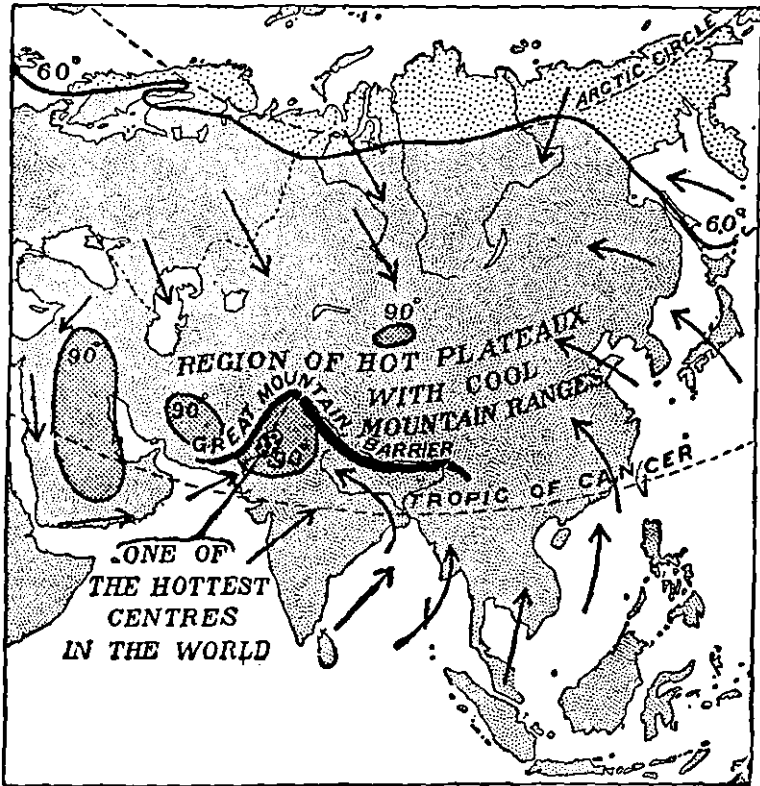 60°
ARCTIC CIRCLE
60°
90°
90°
REGION OF HOT PLATEAUX
WITH COOL
MOUNTAIN RANGES
90°
GREAT MOUNTAIN BARRIER
90°
TROPIC OF CANCER
ONE OF
THE HOTTEST
CENTRES
IN THE WORLD